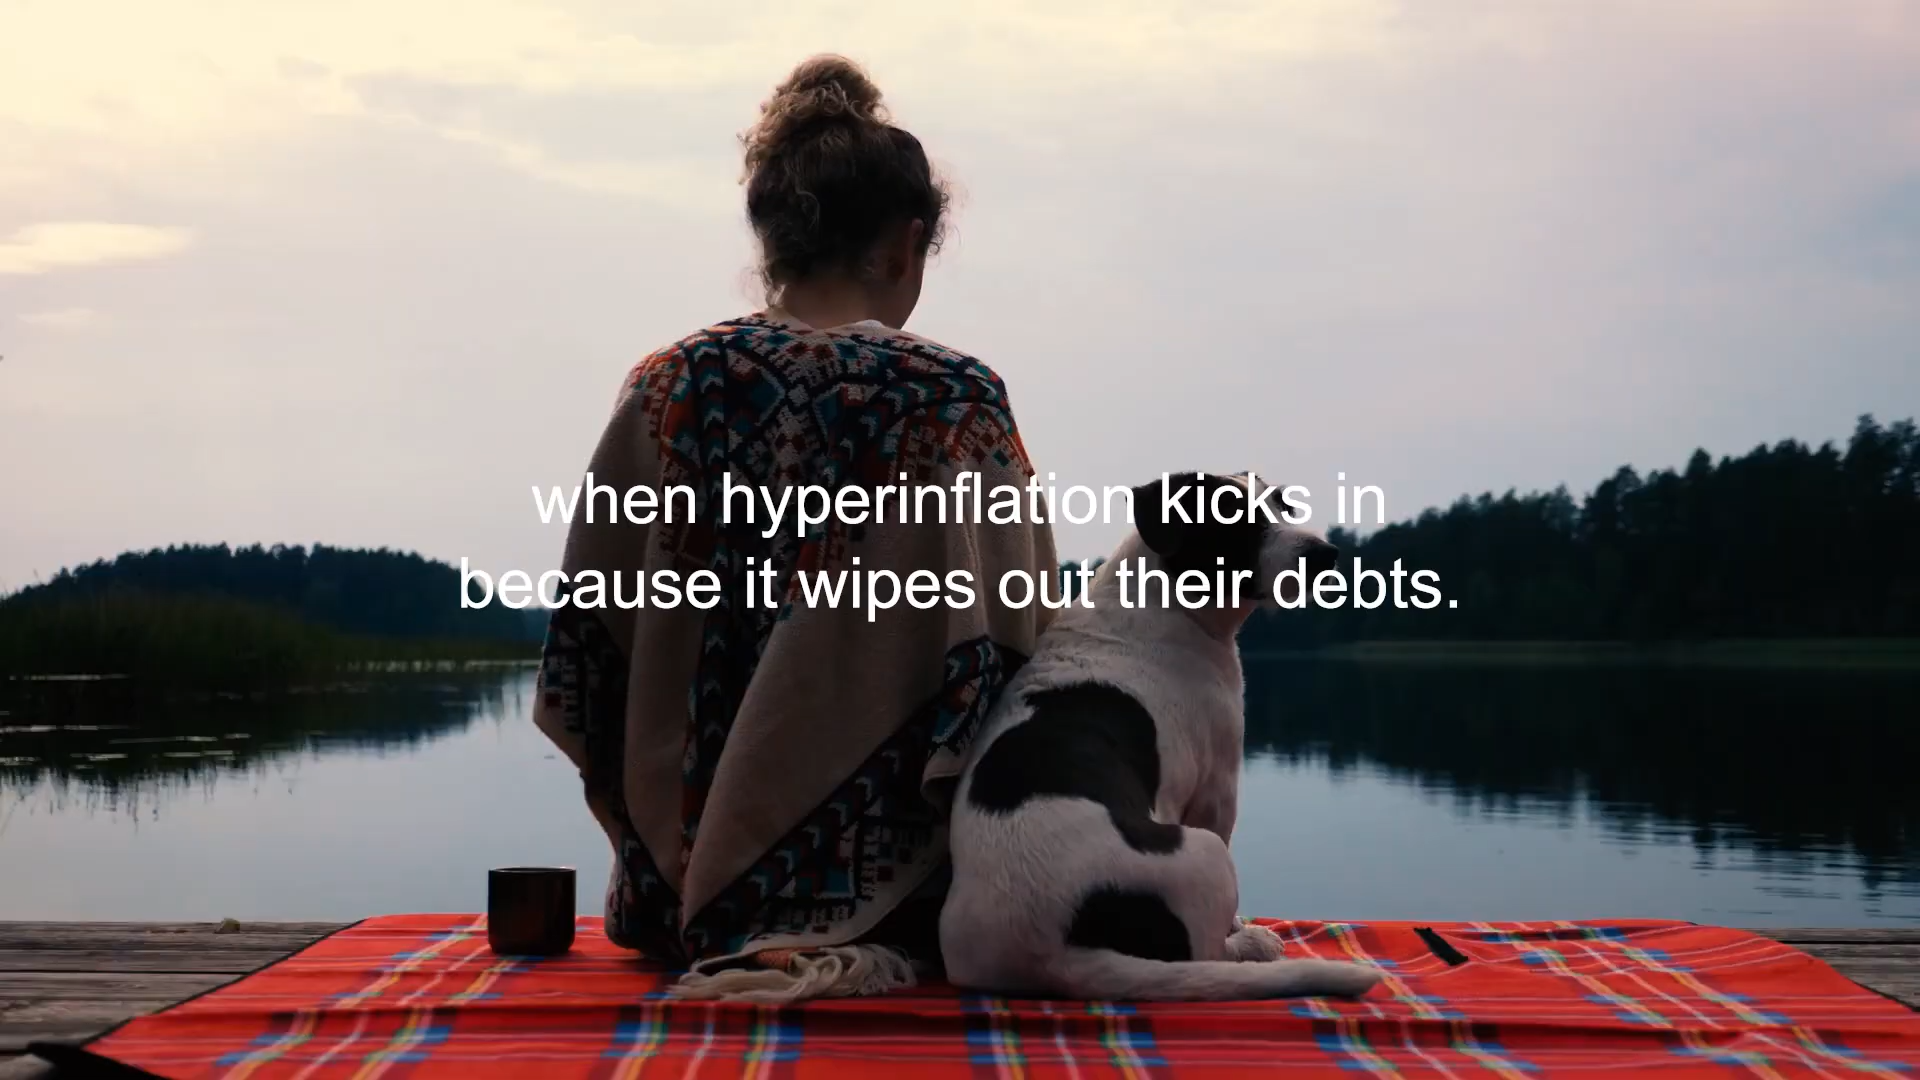 when hyperinflation kicks in
because it wipes out their debts.